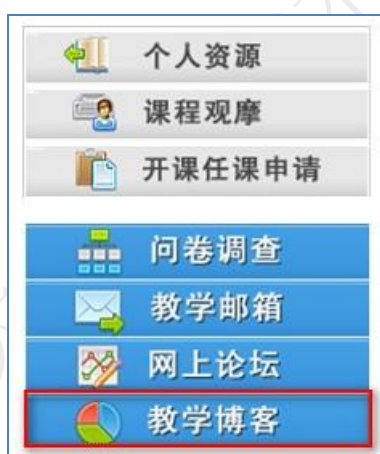 个人资源
课程观摩
开课任课申请
问卷调查
教学邮箱
网上论坛
教学博客